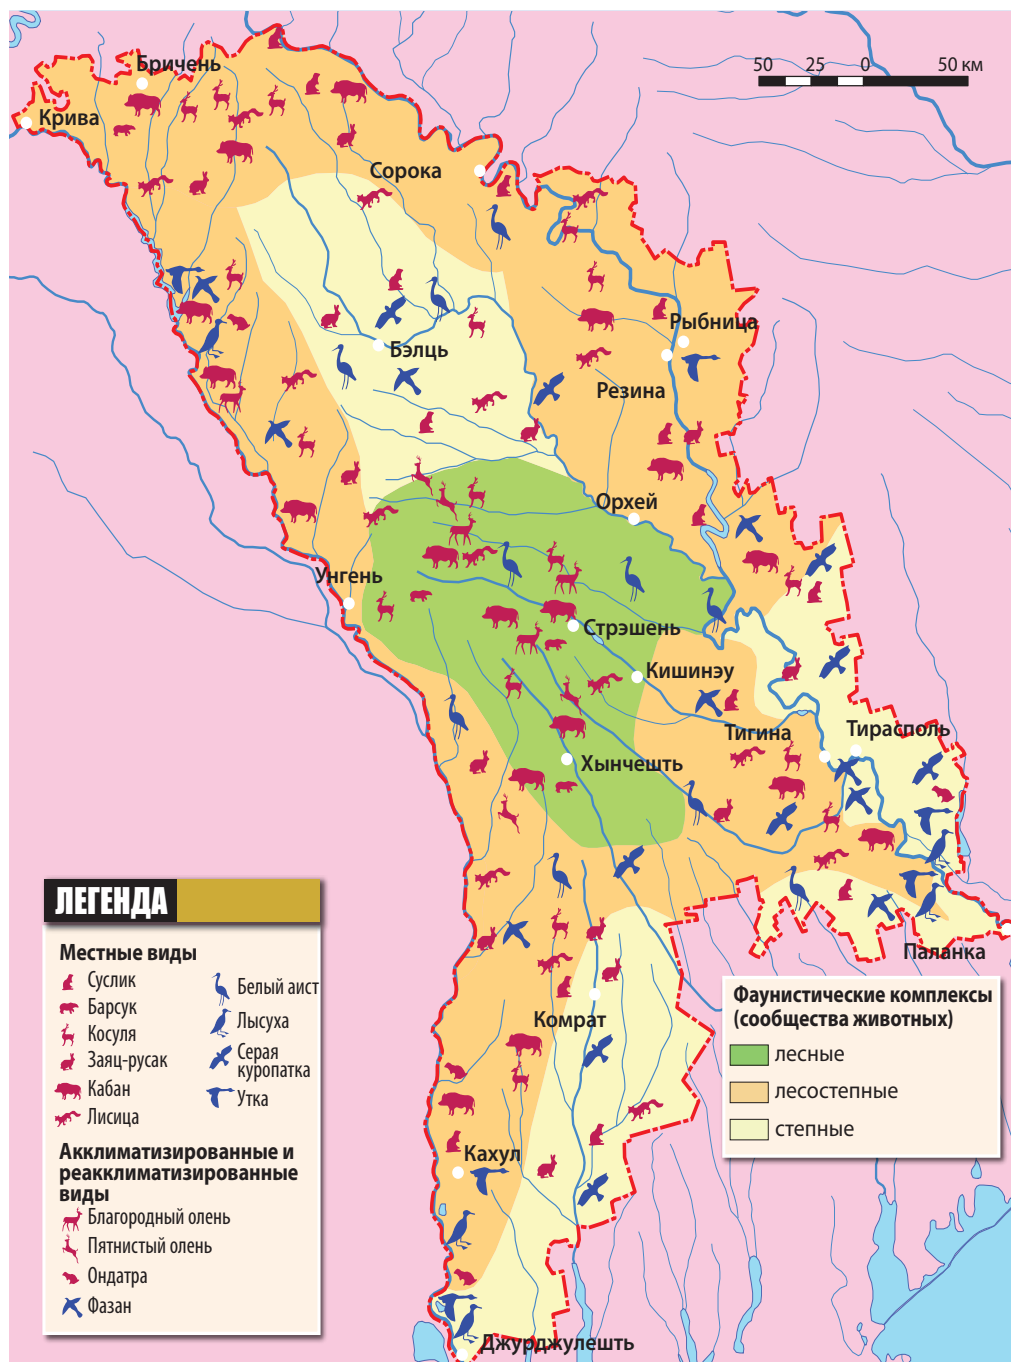 50 25 0 50 км
Бричень
Крива
Сорока
Рыбница
Бэлць
Резина
Орхей
Унгень
Стрэшень
Кишинэу
Тигина
Тирасполь
Хынчешть
Паланка
Комрат
Кахул
Джурджулешть
ЛЕГЕНДА
Местные виды
Суслик
Барсук
Косуля
Заяц-русак
Кабан
Лисица
Белый аист
Лысуха
Серая
куропатка
Утка
Акклиматизированные и
реакклиматизированные
виды
Благородный олень
Пятнистый олень
Ондатра
Фазан
Фаунистические комплексы
(сообщества животных)
лесные
лесостепные
степные